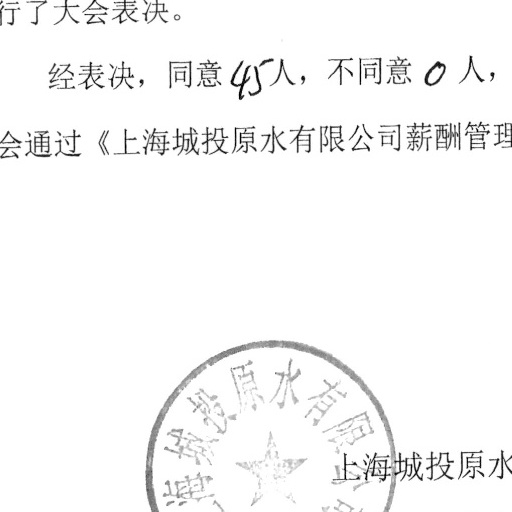 行了大会表决。
经表决，同意45人，不同意0人，
会通过《上海城投原水有限公司薪酬管理
海城投原水有限公司
上海城投原水